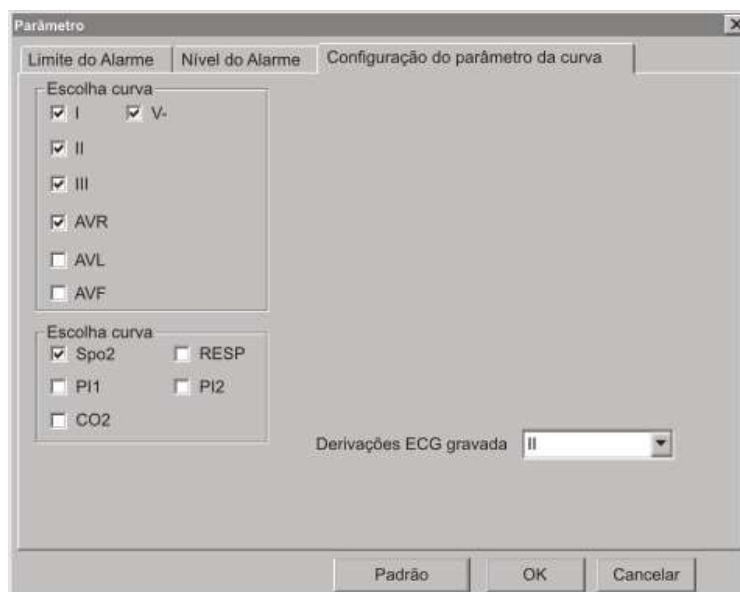 Parâmetro
Limite do Alarme Nível do Alarme Configuração do parâmetro da curva
Escolha curva
I V-
II
III
AVR
AVL
AVF
Escolha curva
Spo2 RESP
PI1 PI2
CO2
Derivações ECG gravada II
Padrão OK Cancelar